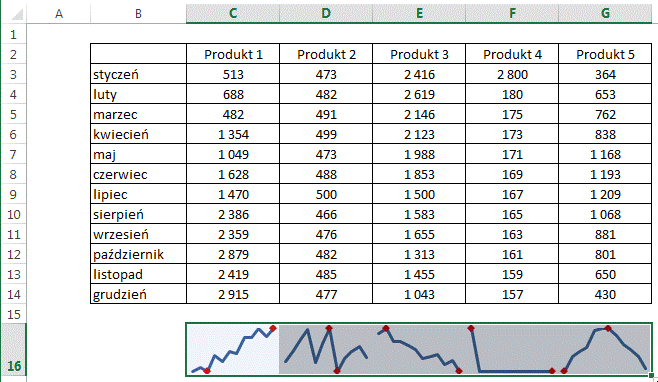 A B C D E F G
1
2 Produkt 1 Produkt 2 Produkt 3 Produkt 4 Produkt 5
3 styczeń 513 473 2 416 2 800 364
4 luty 688 482 2 619 180 653
5 marzec 482 491 2 146 175 762
6 kwiecień 1 354 499 2 123 173 838
7 maj 1 049 473 1 988 171 1 168
8 czerwiec 1 628 488 1 853 169 1 193
9 lipiec 1 470 500 1 500 167 1 209
10 sierpień 2 386 466 1 583 165 1 068
11 wrzesień 2 359 476 1 655 163 881
12 październik 2 879 482 1 313 161 801
13 listopad 2 419 485 1 455 159 650
14 grudzień 2 915 477 1 043 157 430
15
16